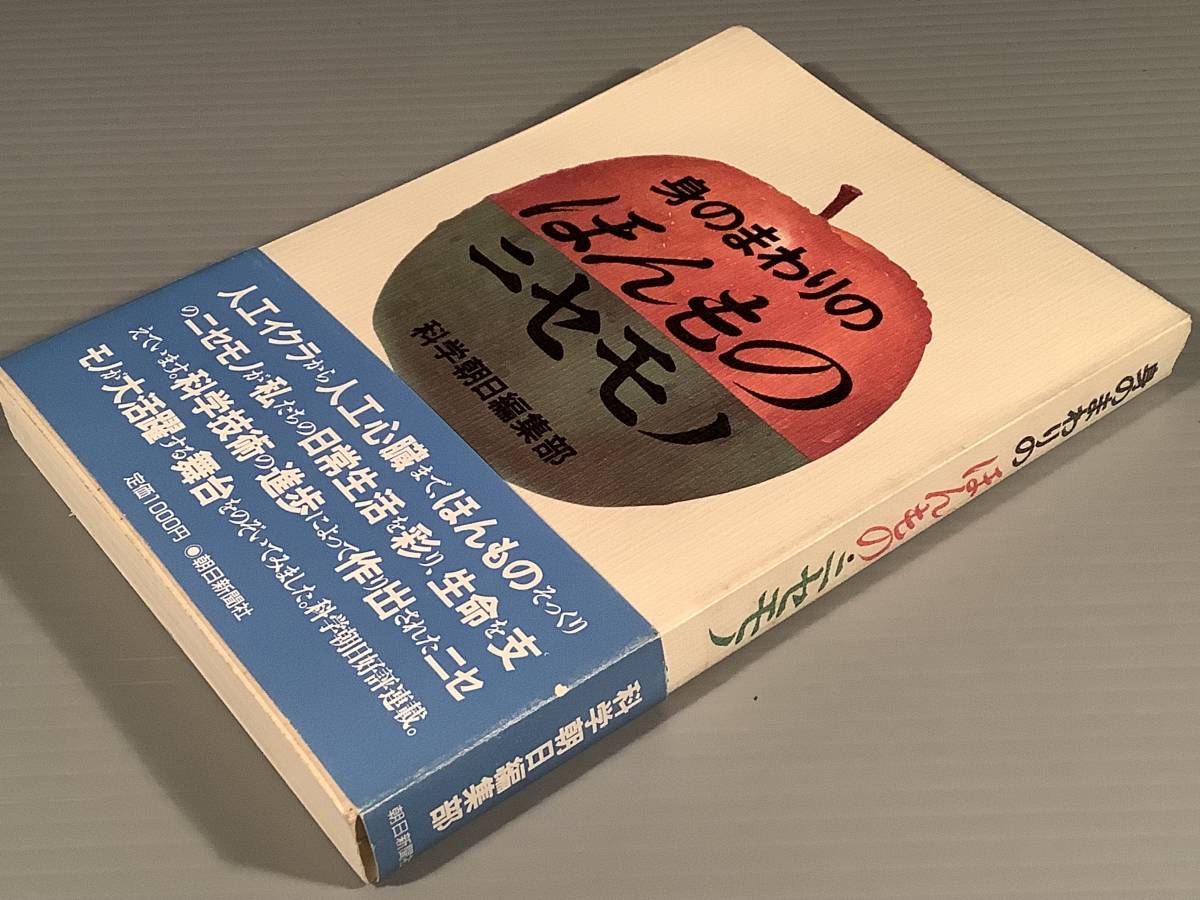 身のまわりの
ほんもの
ニセモノ
科学朝日編集部
人工イクラから人工心臓まで、ほんものそっくり
のニセモノが私たちの日常生活を彩り、生命を支
えています。科学技術の進歩によって作り出されたニセ
モノが大活躍する舞台をのぞいてみました。科学朝日好評連載。
定価1000円 ●朝日新聞社
身のまわりの ほんもの・ニセモノ
科学朝日編集部
朝日新聞社